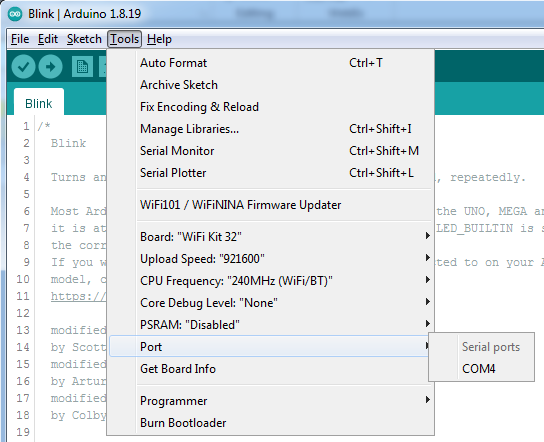 Blink | Arduino 1.8.19
File Edit Sketch Tools Help
Blink
Auto Format Ctrl+T
Archive Sketch
Fix Encoding & Reload
Manage Libraries... Ctrl+Shift+I
Serial Monitor Ctrl+Shift+M
Serial Plotter Ctrl+Shift+L
WiFi101 / WiFiNINA Firmware Updater
Board: "WiFi Kit 32"
Upload Speed: "921600"
CPU Frequency: "240MHz (WiFi/BT)"
Core Debug Level: "None"
PSRAM: "Disabled"
Port
Get Board Info
Programmer
Burn Bootloader
Serial ports
COM4
1 /*
2 Blink
3
4 Turns an , repeatedly.
5
6 Most Ard the UNO, MEGA an
7 it is at LED_BUILTIN is s
8 the corr
9 If you w ted to on your A
10 model, c
11 https://
12
13 modified
14 by Scott
15 modified
16 by Artur
17 modified
18 by Colby
19